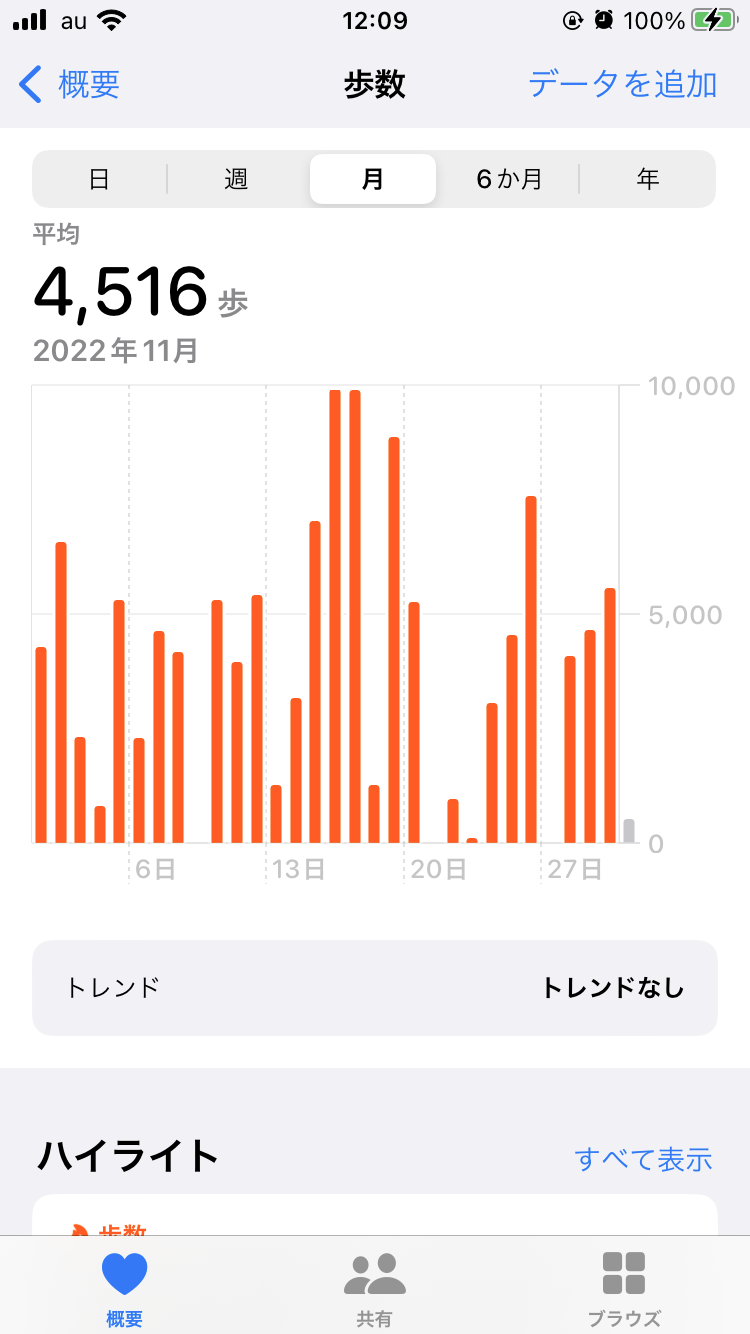 au 12:09 100%
概要 歩数 データを追加
日 週 月 6か月 年
平均
4,516 歩
2022年11月
10,000
5,000
0
6日 13日 20日 27日
トレンド トレンドなし
ハイライト すべて表示
歩数
概要 共有 ブラウズ